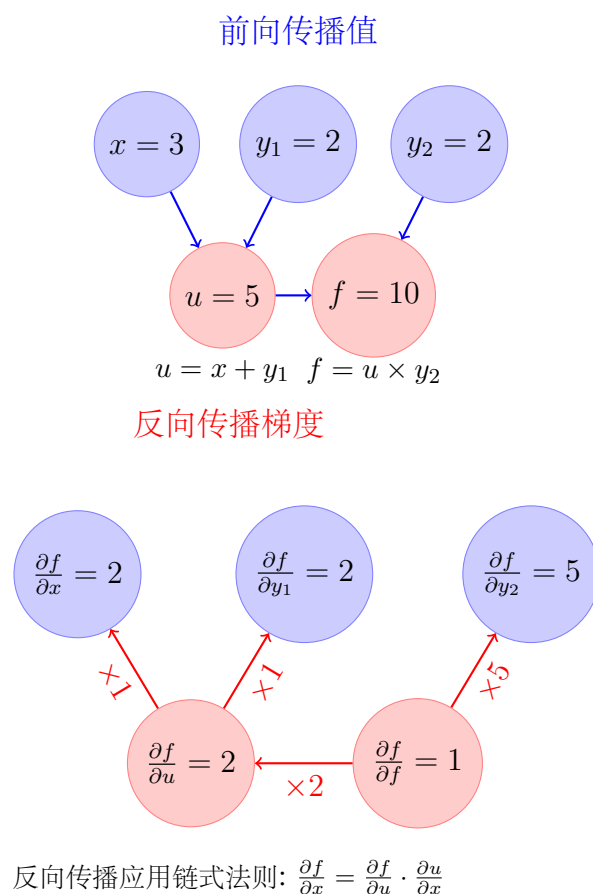 前向传播值
x = 3
y₁ = 2
y₂ = 2
u = 5
f = 10
u = x + y₁
f = u × y₂
反向传播梯度
∂f/∂x = 2
∂f/∂y₁ = 2
∂f/∂y₂ = 5
×1
×1
×5
∂f/∂u = 2
×2
∂f/∂f = 1
反向传播应用链式法则: ∂f/∂x = ∂f/∂u · ∂u/∂x